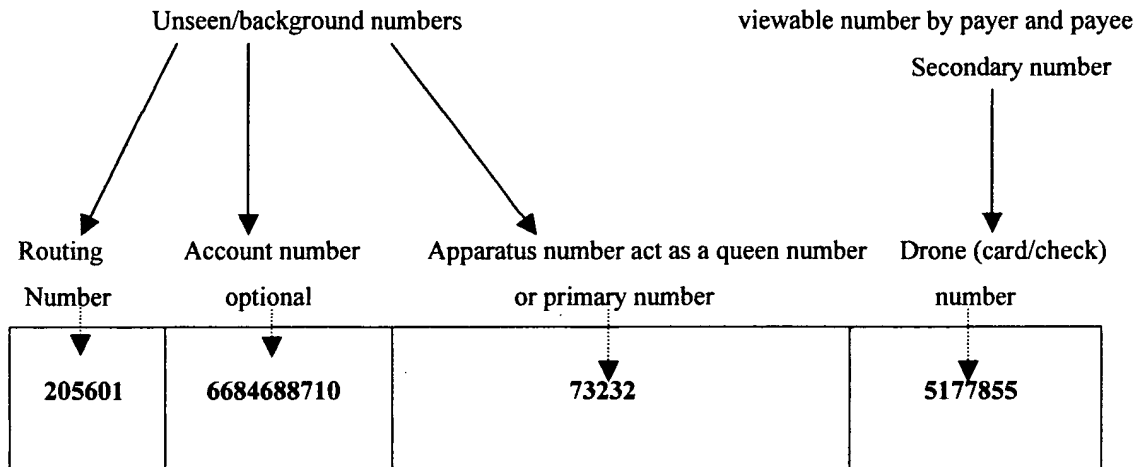 Unseen/background numbers
viewable number by payer and payee
Secondary number
Routing
Number
Account number
optional
Apparatus number act as a queen number
or primary number
Drone (card/check)
number
205601
6684688710
73232
5177855